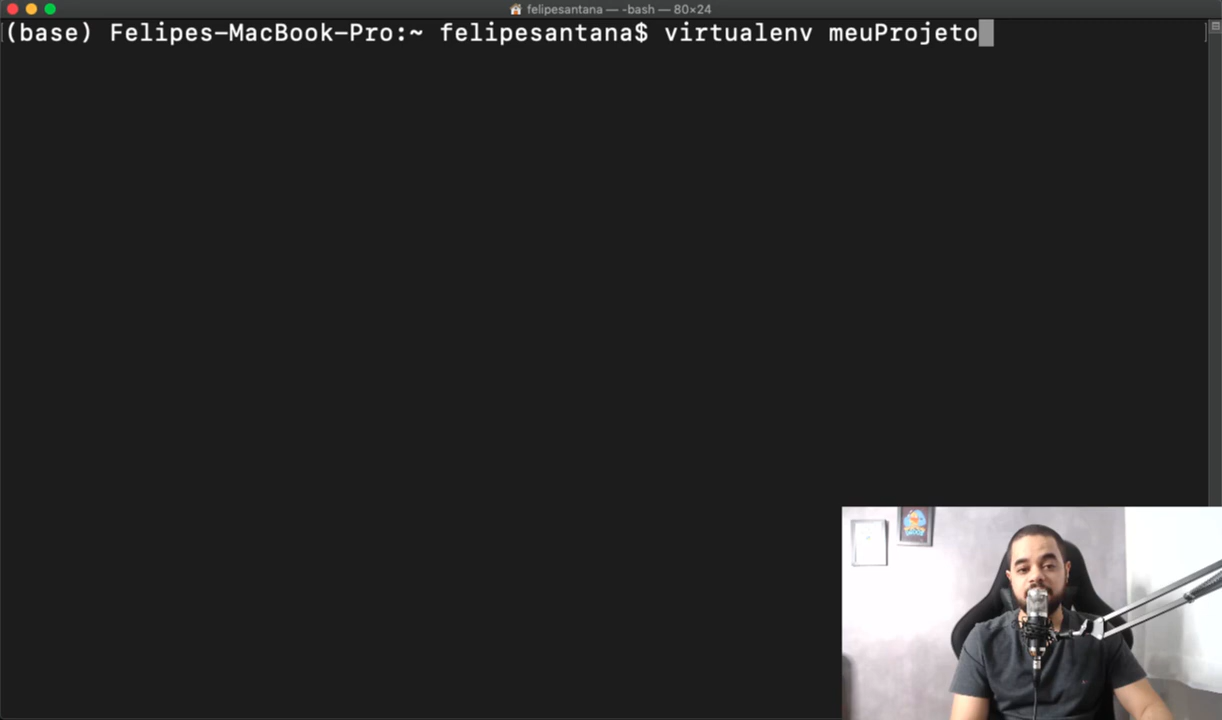 felipesantana — -bash — 80×24
(base) Felipes-MacBook-Pro:~ felipesantana$ virtualenv meuProjeto